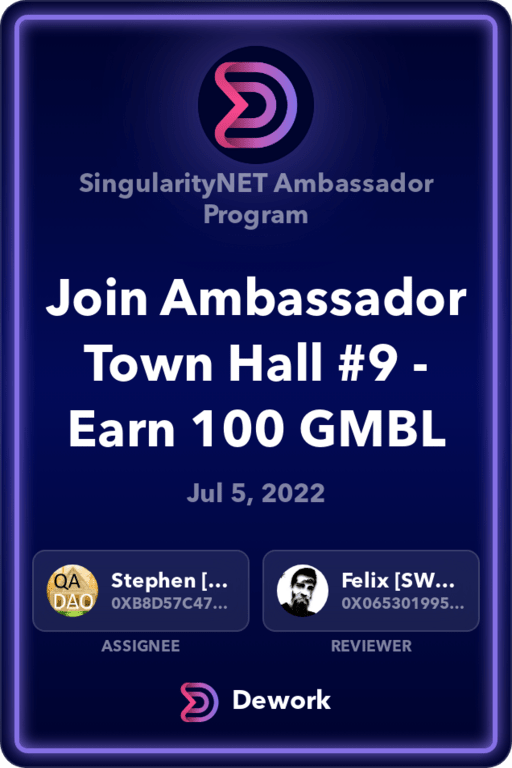 SingularityNET Ambassador
Program
Join Ambassador
Town Hall #9 -
Earn 100 GMBL
Jul 5, 2022
QA
DAO
Stephen [...
0XB8D57C47...
ASSIGNEE
Felix [SW...
0X065301995...
REVIEWER
Dework